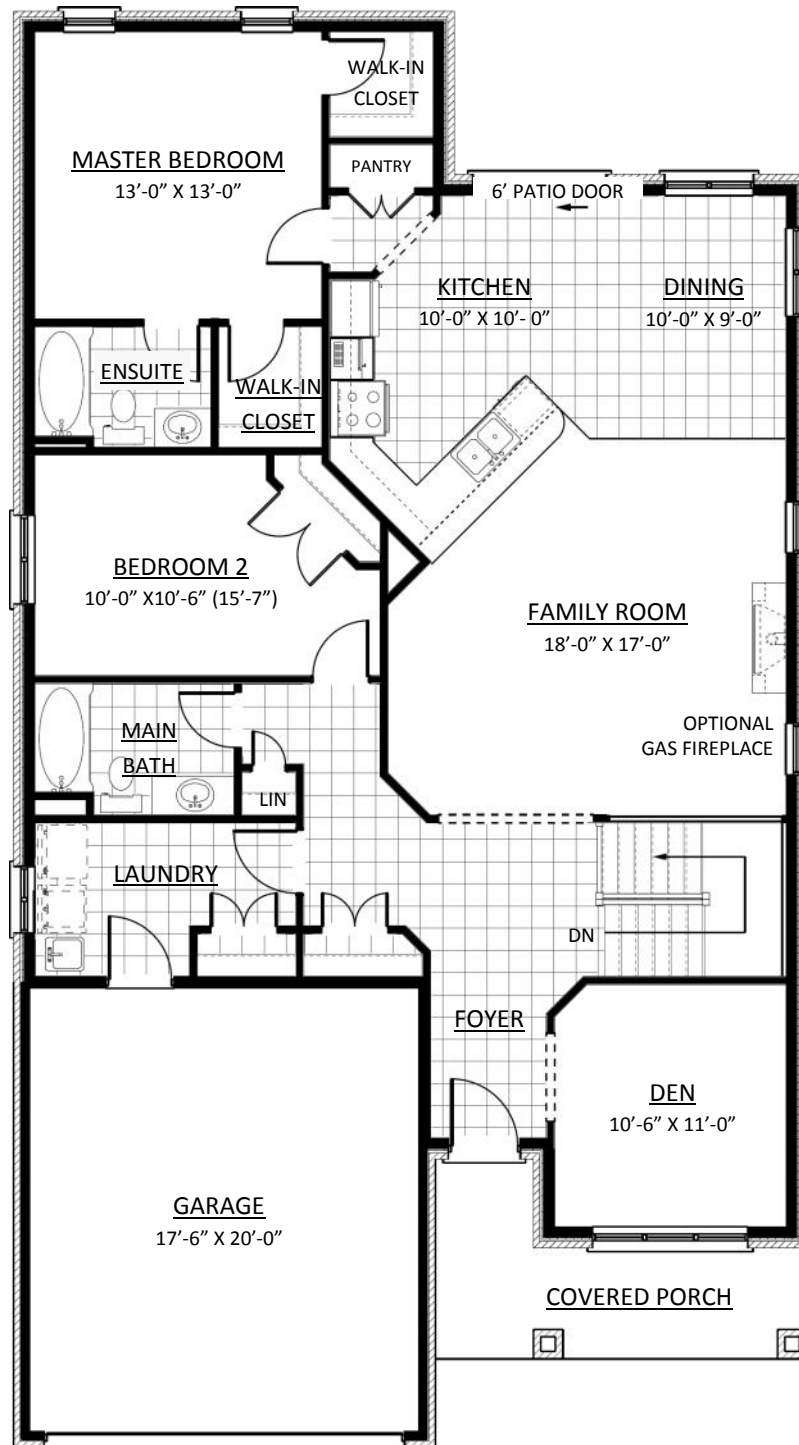 WALK-IN
CLOSET
MASTER BEDROOM
13’-0” X 13’-0”
PANTRY
6’ PATIO DOOR
KITCHEN
10’-0” X 10’- 0”
DINING
10’-0” X 9’-0”
ENSUITE
WALK-IN
CLOSET
BEDROOM 2
10’-0” X10’-6” (15’-7”)
FAMILY ROOM
18’-0” X 17’-0”
OPTIONAL
GAS FIREPLACE
MAIN
BATH
LIN
LAUNDRY
DN
FOYER
DEN
10’-6” X 11’-0”
GARAGE
17’-6” X 20’-0”
COVERED PORCH